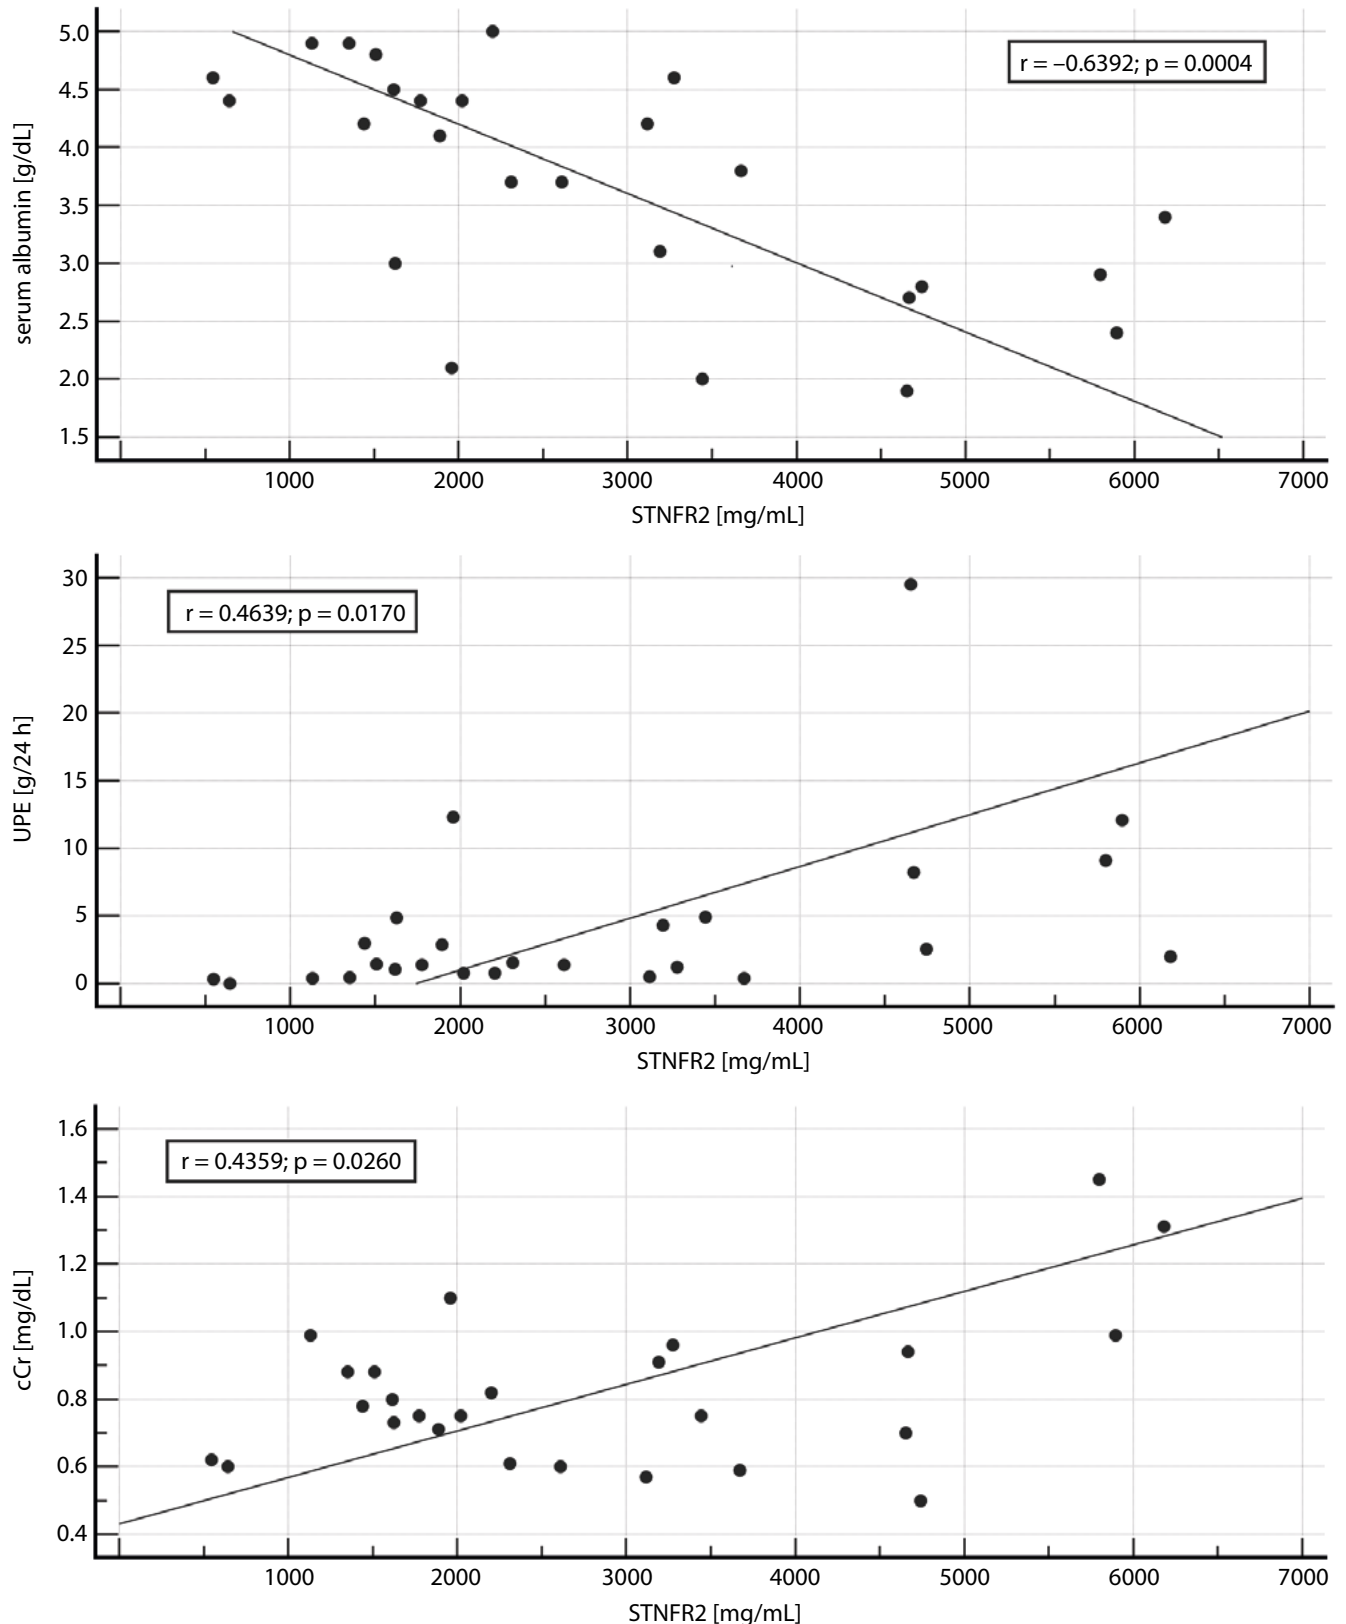 5.0
r = –0.6392; p = 0.0004
4.5
4.0
3.5
3.0
2.5
2.0
1.5
serum albumin [g/dL]
1000 2000 3000 4000 5000 6000 7000
STNFR2 [mg/mL]
30
r = 0.4639; p = 0.0170
25
20
15
10
5
0
UPE [g/24 h]
1000 2000 3000 4000 5000 6000 7000
STNFR2 [mg/mL]
1.6
r = 0.4359; p = 0.0260
1.4
1.2
1.0
0.8
0.6
0.4
cCr [mg/dL]
1000 2000 3000 4000 5000 6000 7000
STNFR2 [mg/mL]